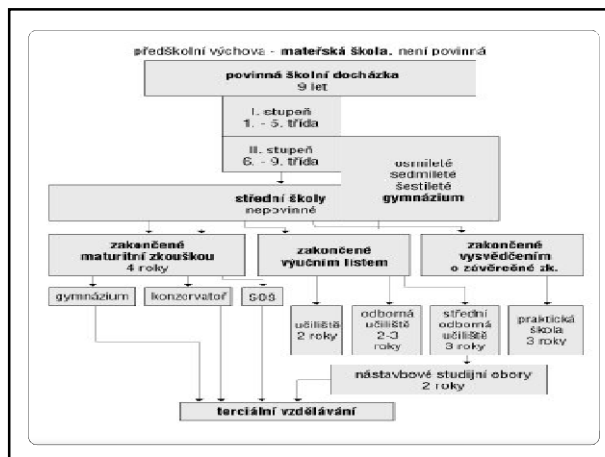 předškolní výchova - mateřská škola, není povinná
povinná školní docházka
9 let
I. stupeň
1. - 5. třída
II. stupeň
6. - 9. třída
osmileté
sedmileté
šestileté
gymnázium
střední školy
nepovinné
zakončené
maturitní zkouškou
4 roky
zakončené
výučním listem
zakončené
vysvědčením
o závěrečné zk.
gymnázium
konzervatoř
SOŠ
učiliště
2 roky
odborná
učiliště
2-3
roky
střední
odborná
učiliště
3 roky
praktická
škola
3 roky
nástavbové studijní obory
2 roky
terciální vzdělávání